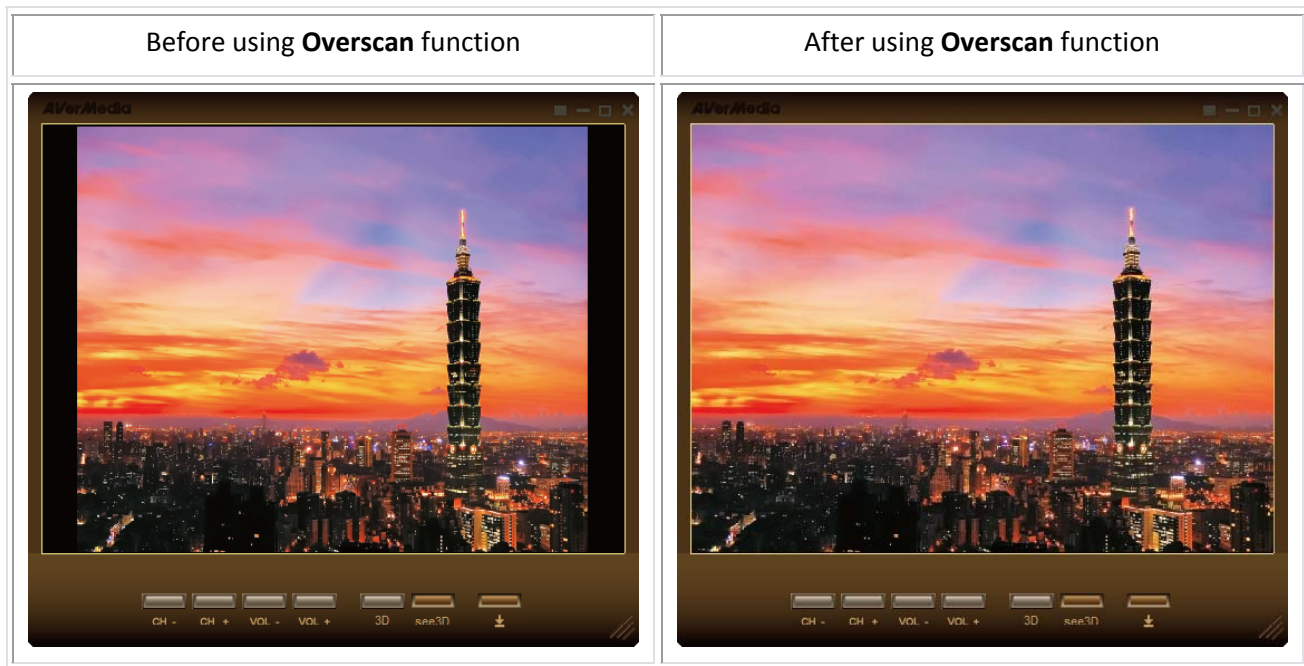 Before using Overscan function
After using Overscan function
AVerMedia
CH - CH + VOL - VOL + 3D see3D
AVerMedia
CH - CH + VOL - VOL + 3D see3D